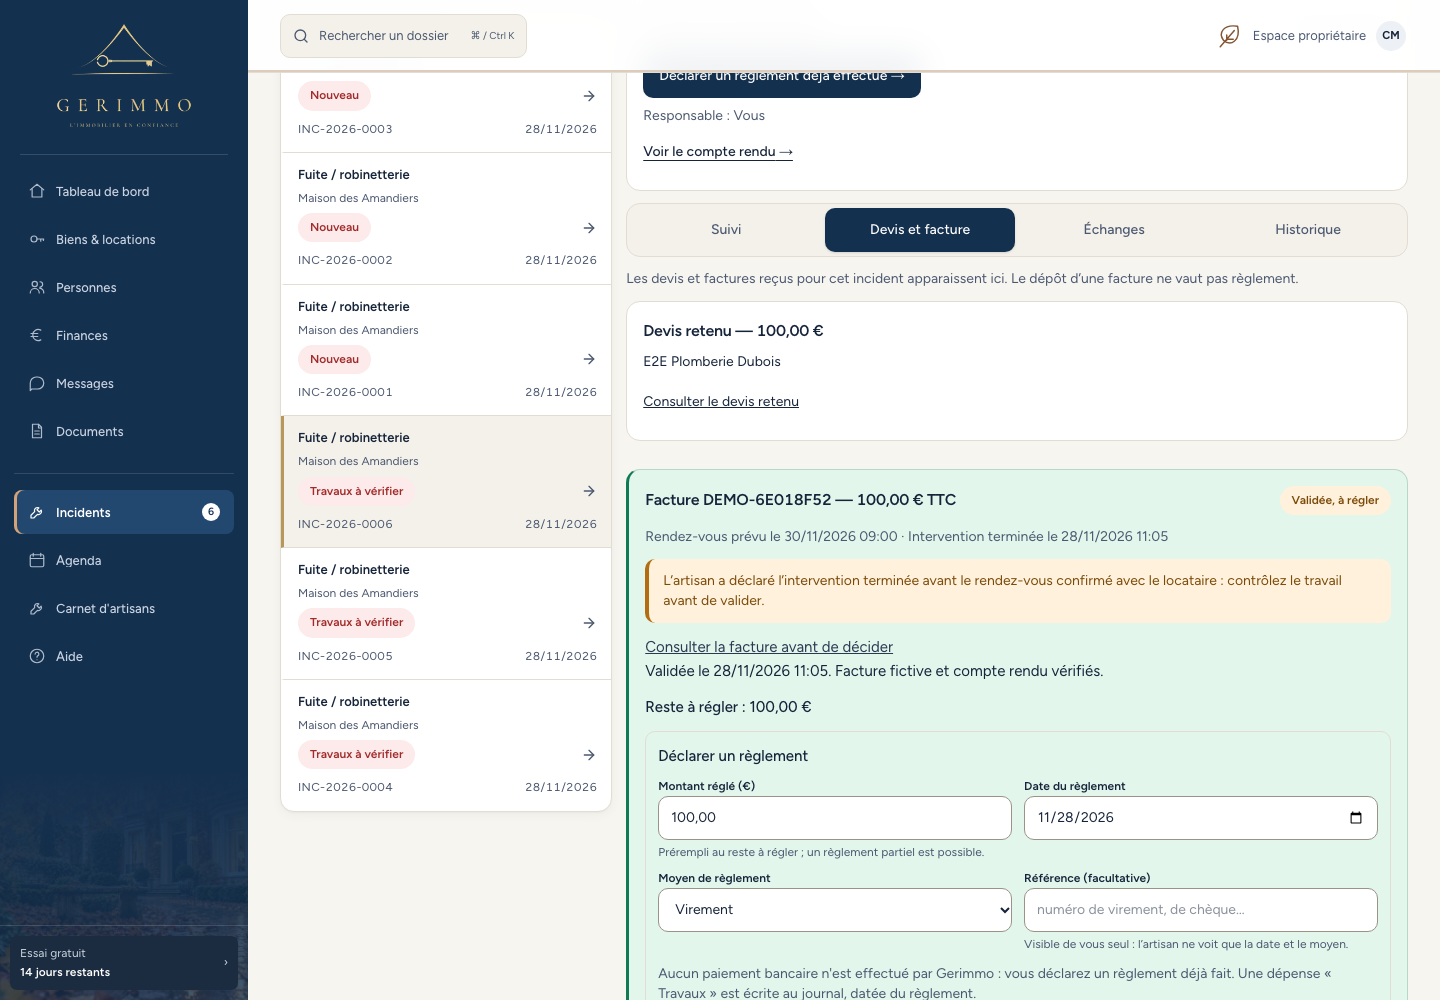 GERIMMO
L'IMMOBILIER EN CONFIANCE
Tableau de bord
Biens & locations
Personnes
Finances
Messages
Documents
Incidents
6
Agenda
Carnet d'artisans
Aide
Essai gratuit
14 jours restants
›
Rechercher un dossier
⌘ / Ctrl K
Espace propriétaire
CM
Nouveau
INC-2026-0003
28/11/2026
Fuite / robinetterie
Maison des Amandiers
Nouveau
INC-2026-0002
28/11/2026
Fuite / robinetterie
Maison des Amandiers
Nouveau
INC-2026-0001
28/11/2026
Fuite / robinetterie
Maison des Amandiers
Travaux à vérifier
INC-2026-0006
28/11/2026
Fuite / robinetterie
Maison des Amandiers
Travaux à vérifier
INC-2026-0005
28/11/2026
Fuite / robinetterie
Maison des Amandiers
Travaux à vérifier
INC-2026-0004
28/11/2026
Déclarer un règlement déjà effectué →
Responsable : Vous
Voir le compte rendu →
Suivi
Devis et facture
Échanges
Historique
Les devis et factures reçus pour cet incident apparaissent ici. Le dépôt d’une facture ne vaut pas règlement.
Devis retenu — 100,00 €
E2E Plomberie Dubois
Consulter le devis retenu
Facture DEMO-6E018F52 — 100,00 € TTC
Validée, à régler
Rendez-vous prévu le 30/11/2026 09:00 · Intervention terminée le 28/11/2026 11:05
L’artisan a déclaré l’intervention terminée avant le rendez-vous confirmé avec le locataire : contrôlez le travail
avant de valider.
Consulter la facture avant de décider
Validée le 28/11/2026 11:05. Facture fictive et compte rendu vérifiés.
Reste à régler : 100,00 €
Déclarer un règlement
Montant réglé (€)
100,00
Prérempli au reste à régler ; un règlement partiel est possible.
Date du règlement
11/28/2026
Moyen de règlement
Virement
Référence (facultative)
numéro de virement, de chèque…
Visible de vous seul : l’artisan ne voit que la date et le moyen.
Aucun paiement bancaire n'est effectué par Gerimmo : vous déclarez un règlement déjà fait. Une dépense «
Travaux » est écrite au journal, datée du règlement.